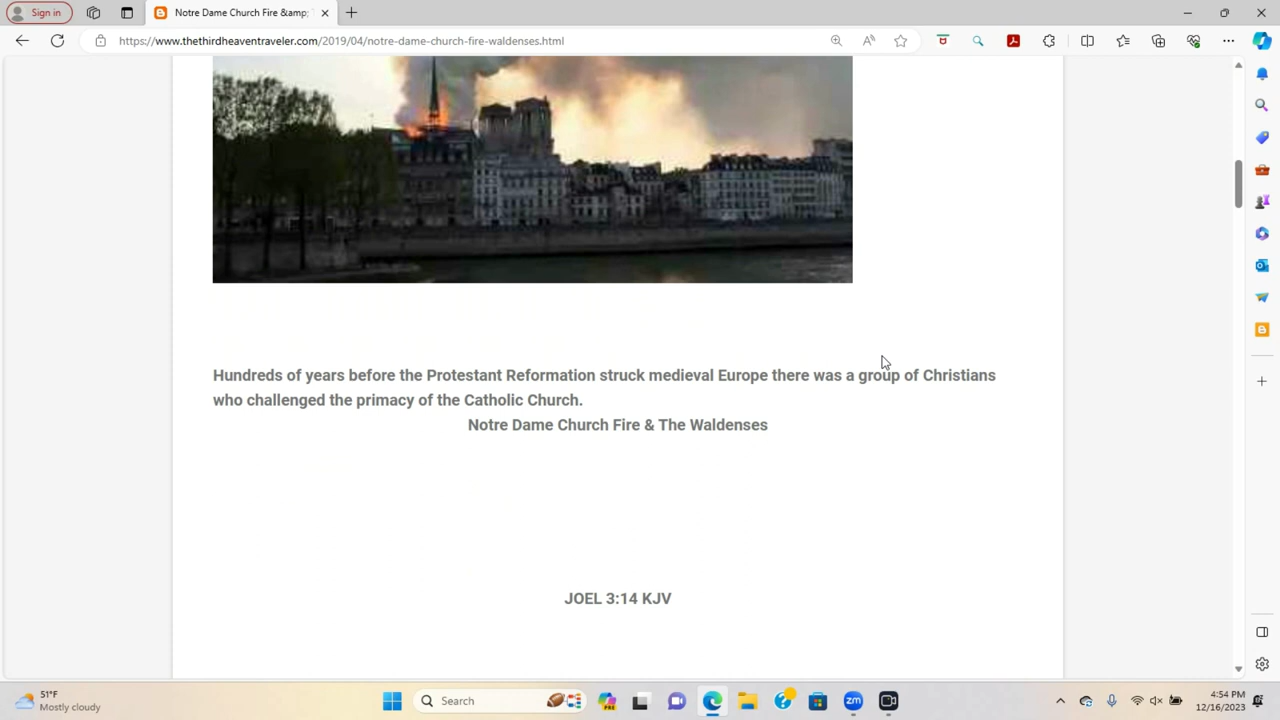 Sign in
Notre Dame Church Fire &amp;
https://www.thethirdheaventraveler.com/2019/04/notre-dame-church-fire-waldenses.html
Hundreds of years before the Protestant Reformation struck medieval Europe there was a group of Christians
who challenged the primacy of the Catholic Church.
Notre Dame Church Fire & The Waldenses
JOEL 3:14 KJV
51°F
Mostly cloudy
Search
4:54 PM
12/16/2023